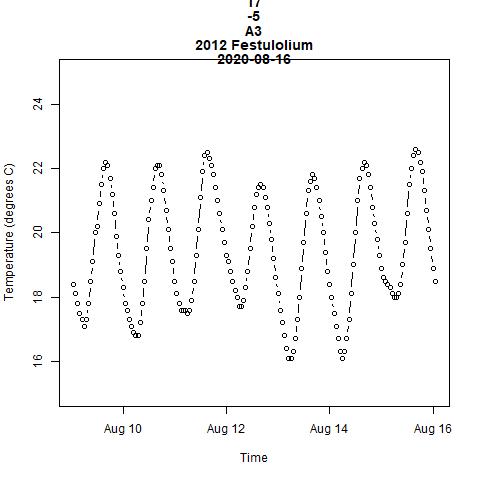 17
-5
A3
2012 Festulolium
2020-08-16
24
22
20
18
16
Temperature (degrees C)
Aug 10
Aug 12
Aug 14
Aug 16
Time